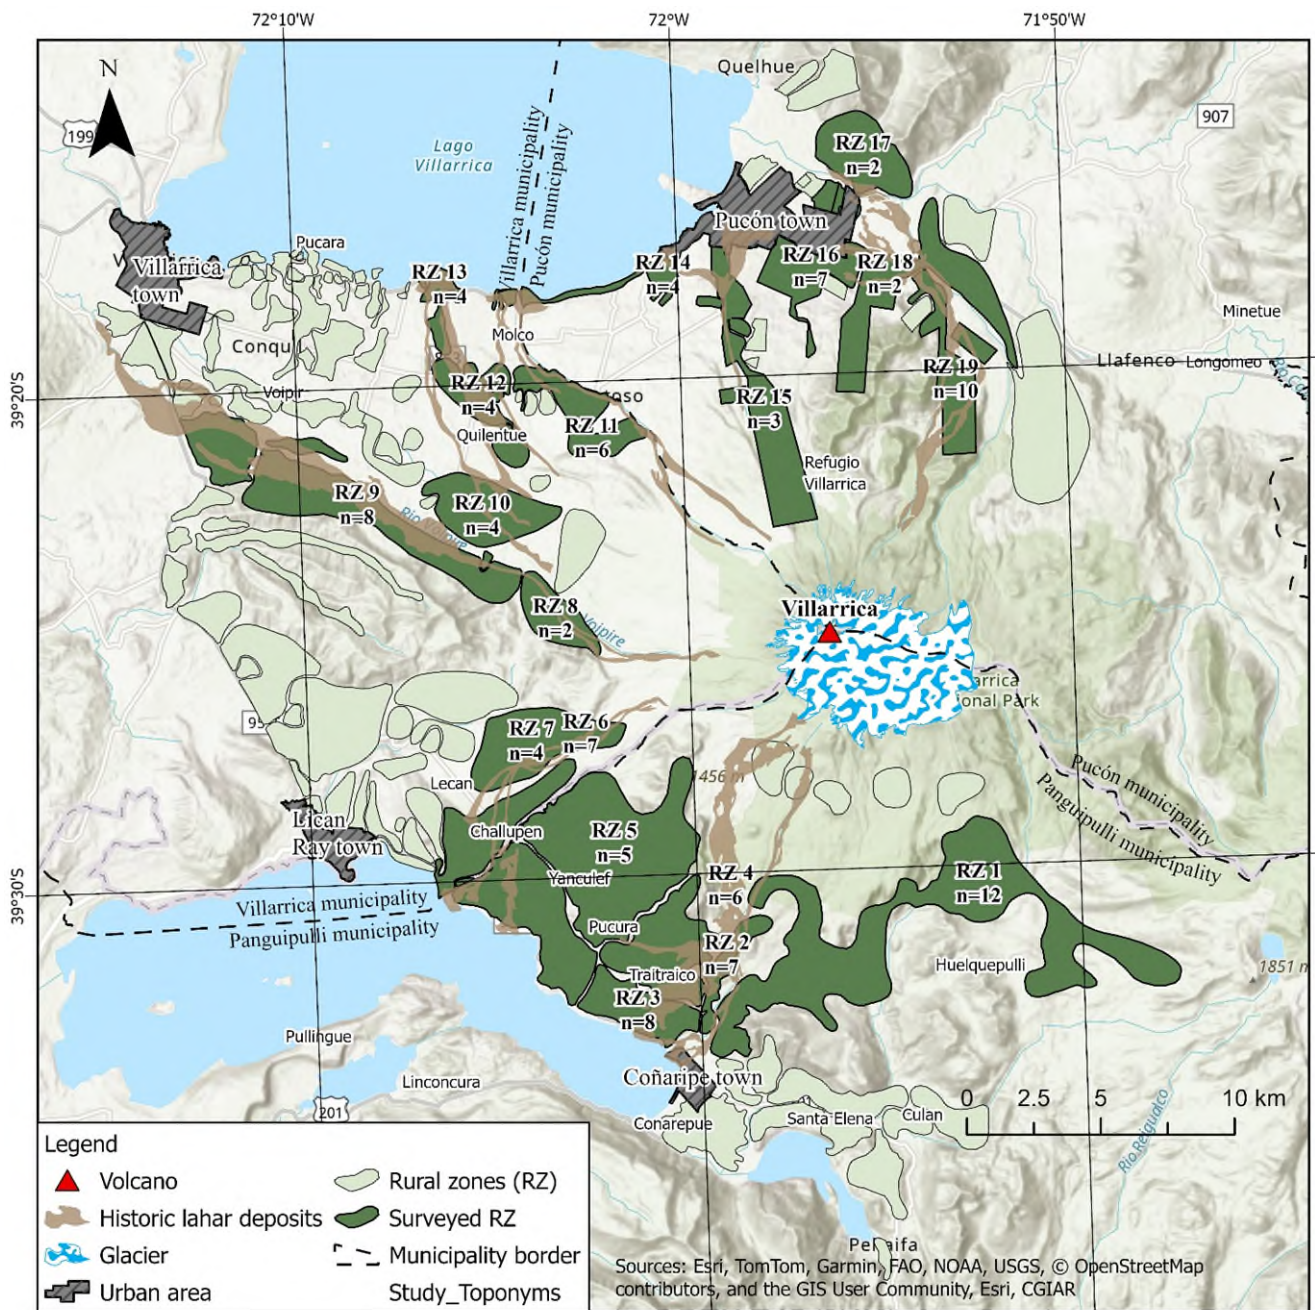 72°10'W
72°W
71°50'W
N
Quelhue
199
907
Lago
Villarrica
Villarrica municipality
Pucón municipality
RZ 17
n=2
Pucón town
Pucara
Villarrica
town
RZ 13
n=4
RZ 14
n=4
RZ 16
n=7
RZ 18
n=2
Minetue
Molco
Voipir
Llafenco
Longomeo
39°20'S
RZ 12
n=4
RZ 11
n=6
RZ 15
n=3
RZ 19
n=10
Quilentue
Refugio
Villarrica
RZ 9
n=8
RZ 10
n=4
RZ 8
n=2
Voipire
Villarrica
RZ 7
n=4
RZ 6
n=7
Lecan
1456 m
Pucón municipality
Panguipulli municipality
Lican
Ray town
Challupen
RZ 5
n=5
Yanculef
RZ 4
n=6
RZ 1
n=12
39°30'S
Villarrica municipality
Panguipulli municipality
Pucura
RZ 2
n=7
Traitraico
Huelquepulli
1851 m
RZ 3
n=8
Pullingue
Linconcura
201
Coñaripe town
Conarepue
Santa Elena
Culan
0 2.5 5 10 km
Rio Reigualco
Legend
Volcano
Historic lahar deposits
Glacier
Urban area
Rural zones (RZ)
Surveyed RZ
Municipality border
Study_Toponyms
Sources: Esri, TomTom, Garmin, FAO, NOAA, USGS, © OpenStreetMap
contributors, and the GIS User Community, Esri, CGIAR